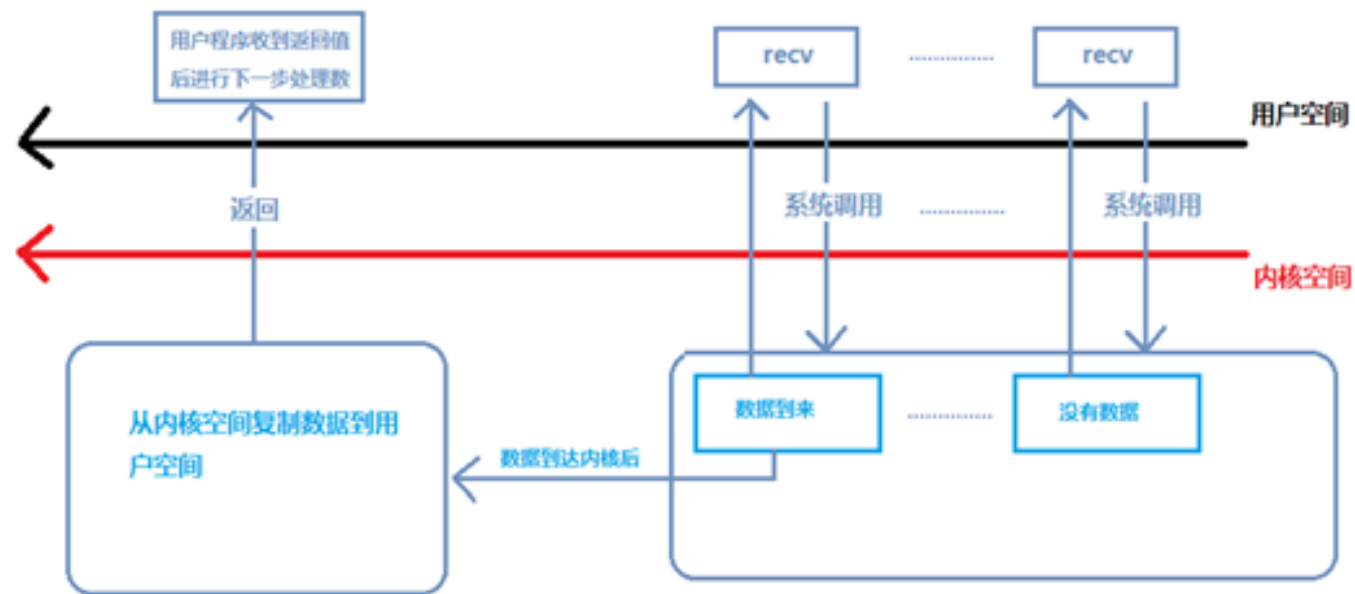 用户程序收到返回值
后进行下一步处理数
recv
recv
用户空间
返回
系统调用
系统调用
内核空间
从内核空间复制数据到用
户空间
数据到来
没有数据
数据到达内核后